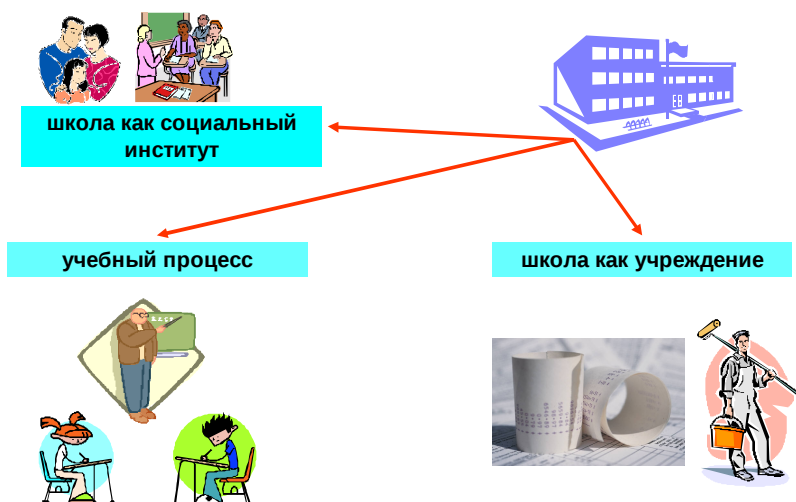 школа как социальный
институт
учебный процесс
школа как учреждение